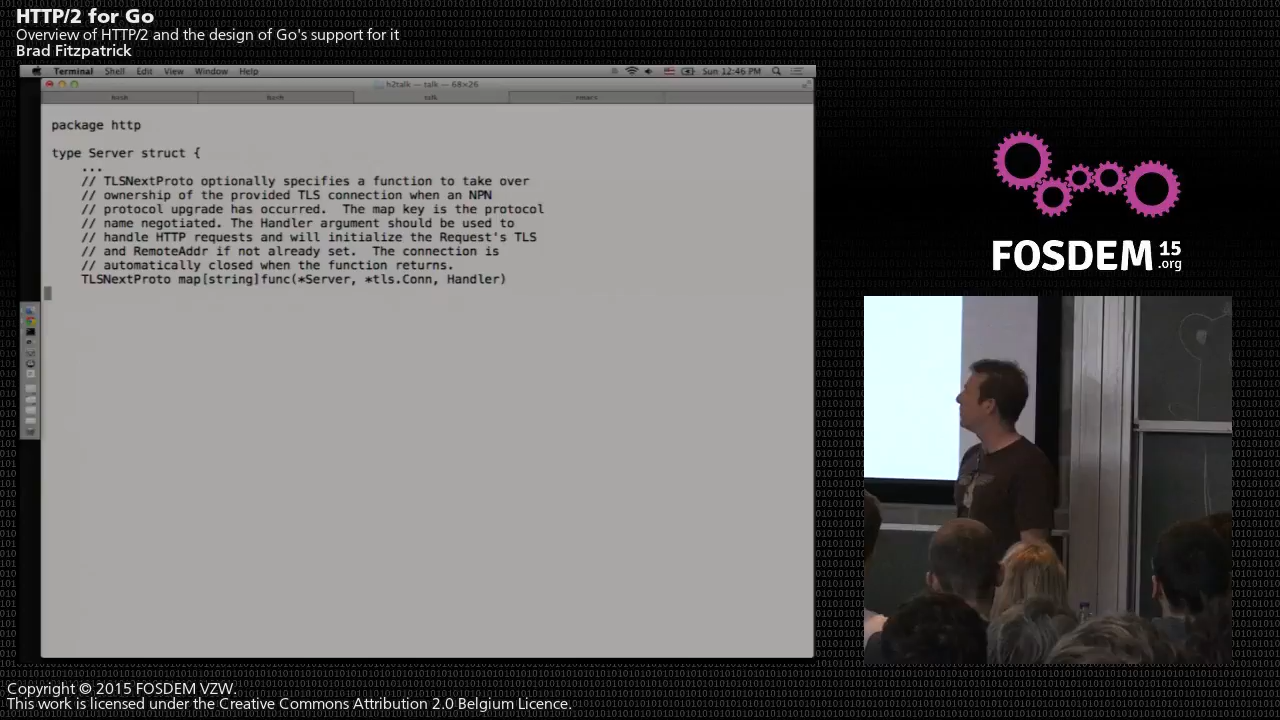 HTTP/2 for Go
Overview of HTTP/2 and the design of Go's support for it
Brad Fitzpatrick
Terminal Shell Edit View Window Help
Sun 12:46 PM
h2talk — talk — 68×26
bash bash talk emacs
package http
type Server struct {
...
// TLSNextProto optionally specifies a function to take over
// ownership of the provided TLS connection when an NPN
// protocol upgrade has occurred.  The map key is the protocol
// name negotiated. The Handler argument should be used to
// handle HTTP requests and will initialize the Request's TLS
// and RemoteAddr if not already set.  The connection is
// automatically closed when the function returns.
TLSNextProto map[string]func(*Server, *tls.Conn, Handler)
FOSDEM 15
.org
Copyright © 2015 FOSDEM VZW.
This work is licensed under the Creative Commons Attribution 2.0 Belgium Licence.